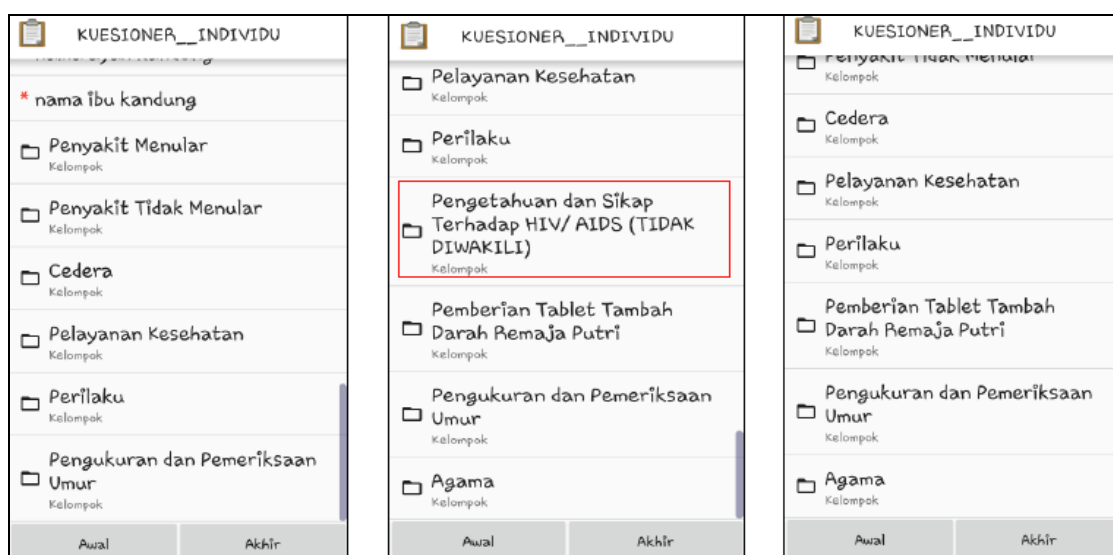 KUESIONER__INDIVIDU
* nama ibu kandung
Penyakit Menular
Kelompok
Penyakit Tidak Menular
Kelompok
Cedera
Kelompok
Pelayanan Kesehatan
Kelompok
Perilaku
Kelompok
Pengukuran dan Pemeriksaan
Umur
Kelompok
Awal
Akhir
KUESIONER__INDIVIDU
Pelayanan Kesehatan
Kelompok
Perilaku
Kelompok
Pengetahuan dan Sikap
Terhadap HIV/ AIDS (TIDAK
DIWAKILI)
Kelompok
Pemberian Tablet Tambah
Darah Remaja Putri
Kelompok
Pengukuran dan Pemeriksaan
Umur
Kelompok
Agama
Kelompok
Awal
Akhir
KUESIONER__INDIVIDU
Penyakit Tidak Menular
Kelompok
Cedera
Kelompok
Pelayanan Kesehatan
Kelompok
Perilaku
Kelompok
Pemberian Tablet Tambah
Darah Remaja Putri
Kelompok
Pengukuran dan Pemeriksaan
Umur
Kelompok
Agama
Kelompok
Awal
Akhir